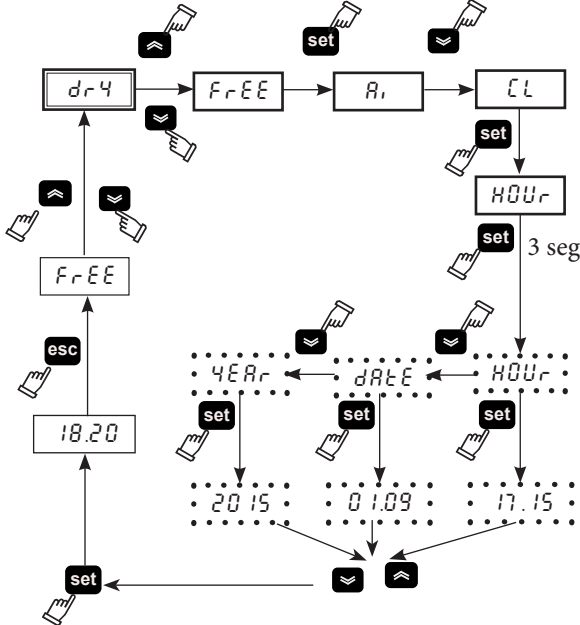 set
dr4 FrEE Ai CL
set
HOUr
set 3 seg
FrEE
esc
YEAr dAtE HOUr
set set set
18.20
2015 01.09 17.15
set